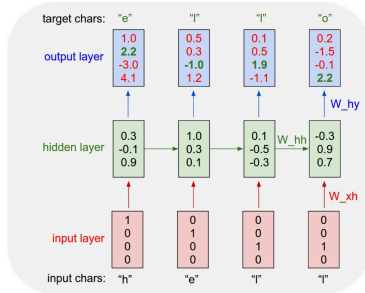 target chars: "e" "l" "l" "o"
1.0 0.5 0.1 0.2
2.2 0.3 0.5 -1.5
output layer
-3.0 -1.0 1.9 -0.1
4.1 1.2 -1.1 2.2
W_hy
0.3 1.0 0.1 -0.3
hidden layer -0.1 0.3 -0.5 W_hh 0.9
0.9 0.1 -0.3 0.7
W_xh
1 0 0 0
0 1 0 0
input layer
0 0 1 1
0 0 0 0
input chars: "h" "e" "l" "l"